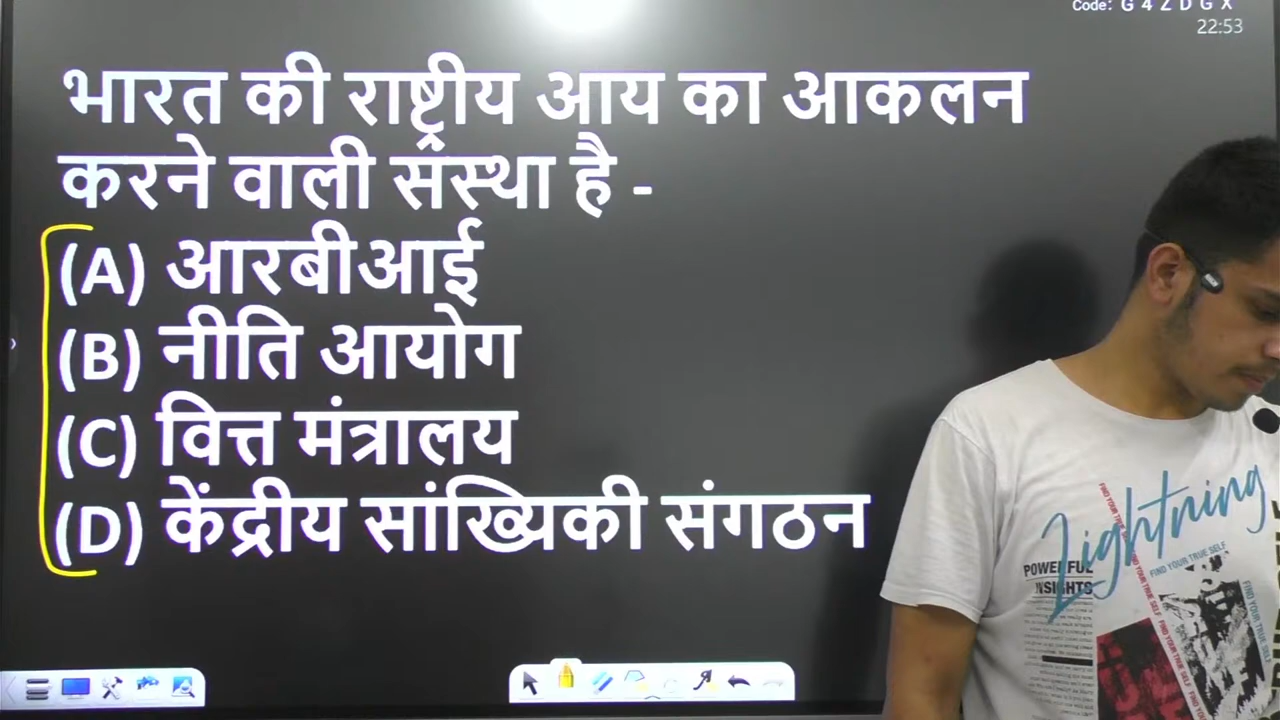 Code: G 4 Z D G X
22:53
भारत की राष्ट्रीय आय का आकलन
करने वाली संस्था है -
(A) आरबीआई
(B) नीति आयोग
(C) वित्त मंत्रालय
(D) केंद्रीय सांख्यिकी संगठन
Lightning
POWERFUL
INSIGHTS
FIND YOUR TRUE SELF